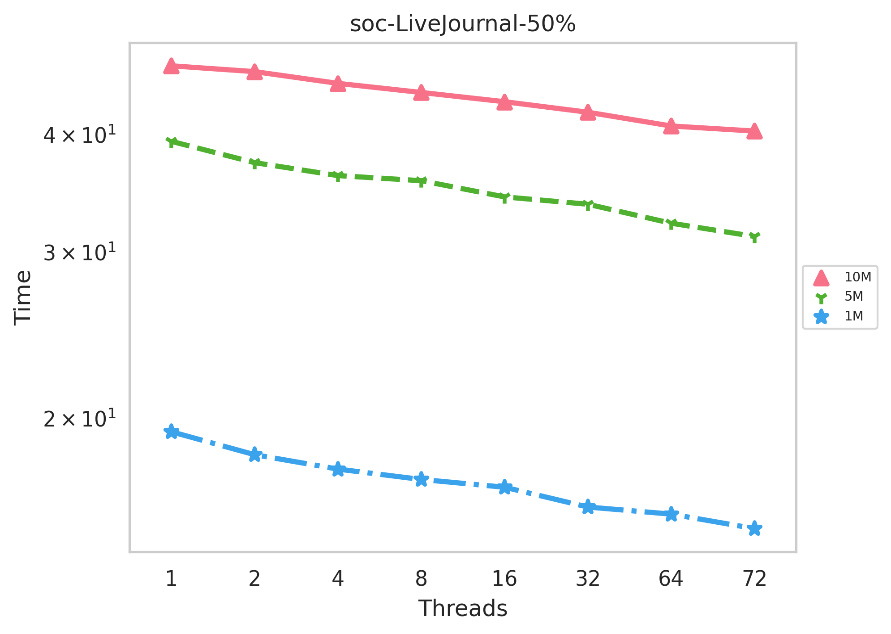 soc-LiveJournal-50%
4 × 10¹
3 × 10¹
2 × 10¹
Time
10M
5M
1M
1 2 4 8 16 32 64 72
Threads